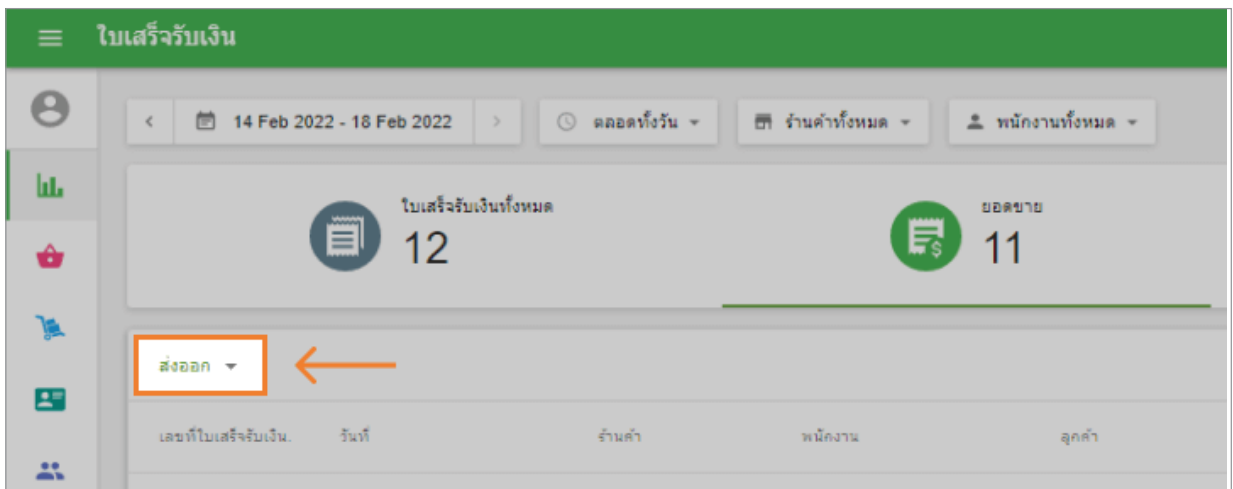 ใบเสร็จรับเงิน
14 Feb 2022 - 18 Feb 2022 ตลอดทั้งวัน ร้านค้าทั้งหมด พนักงานทั้งหมด
ใบเสร็จรับเงินทั้งหมด ยอดขาย
12 11
ส่งออก
เลขที่ใบเสร็จรับเงิน. วันที่ ร้านค้า พนักงาน ลูกค้า